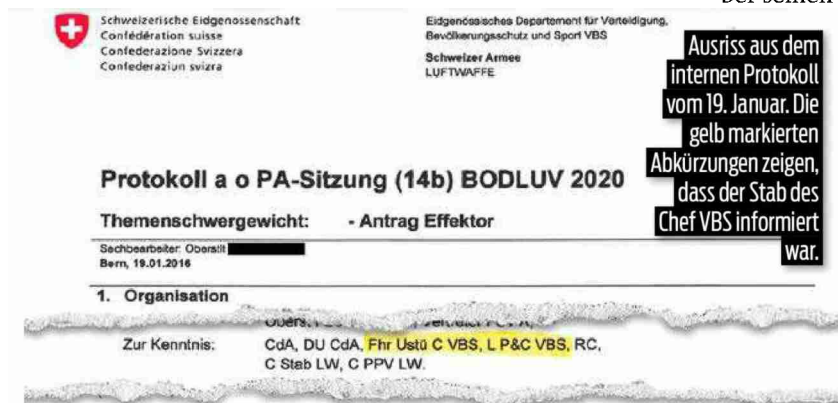 Schweizerische Eidgenossenschaft
Confédération suisse
Confederazione Svizzera
Confederaziun svizra
Eidgenössisches Departement für Verteidigung,
Bevölkerungsschutz und Sport VBS
Schweizer Armee
LUFTWAFFE
Ausriss aus dem
internen Protokoll
vom 19. Januar. Die
gelb markierten
Abkürzungen zeigen,
dass der Stab des
Chef VBS informiert
war.
Protokoll a o PA-Sitzung (14b) BODLUV 2020
Themenschwergewicht: - Antrag Effektor
Sachbearbeiter: Oberstlt
Bern, 19.01.2016
1. Organisation
Zur Kenntnis: CdA, DU CdA, Fhr Ustü C VBS, L P&C VBS, RC,
C Stab LW, C PPV LW.